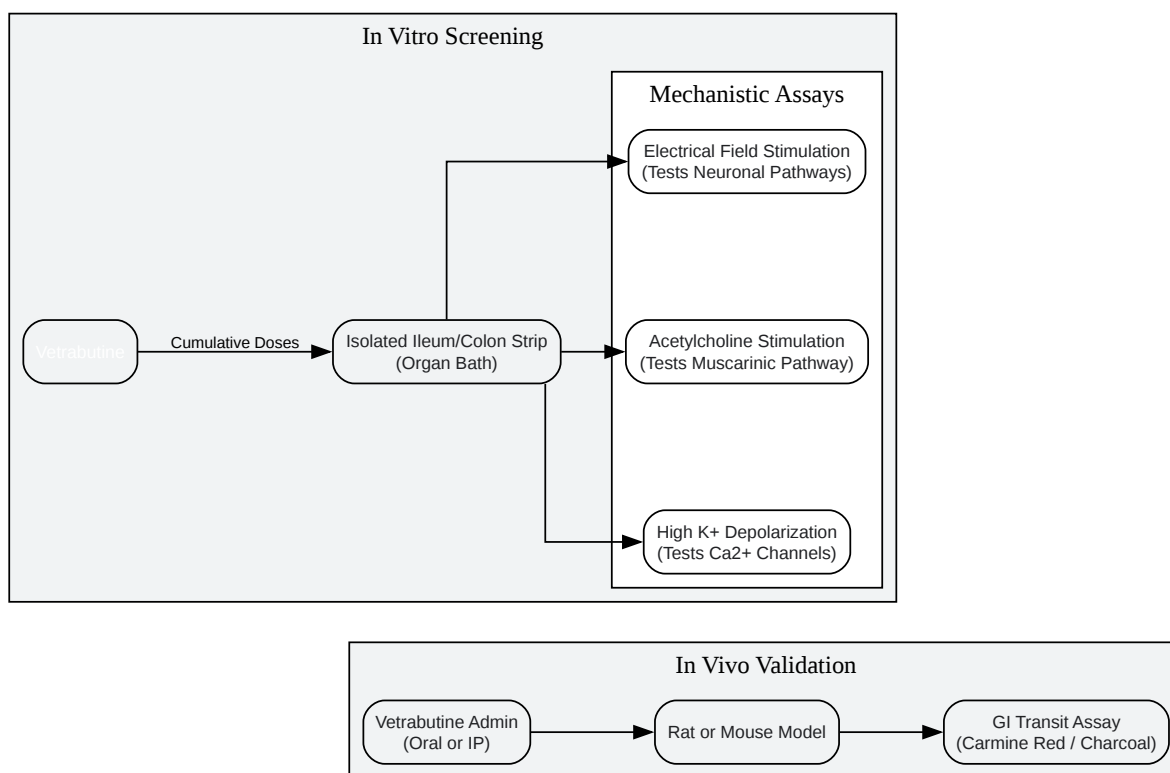 In Vitro Screening
Mechanistic Assays
Electrical Field Stimulation
(Tests Neuronal Pathways)
Vetrabutine
Cumulative Doses
Isolated Ileum/Colon Strip
(Organ Bath)
Acetylcholine Stimulation
(Tests Muscarinic Pathway)
High K+ Depolarization
(Tests Ca2+ Channels)
In Vivo Validation
Vetrabutine Admin
(Oral or IP)
Rat or Mouse Model
GI Transit Assay
(Carmine Red / Charcoal)